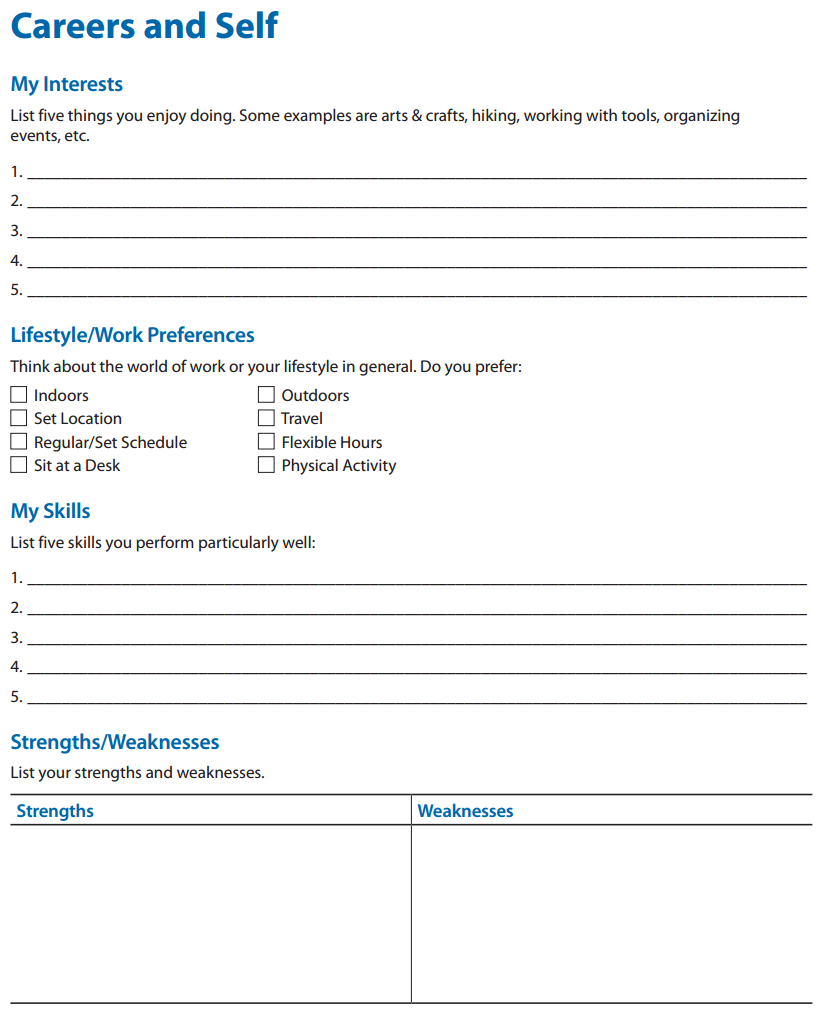 Careers and Self
My Interests
List five things you enjoy doing. Some examples are arts & crafts, hiking, working with tools, organizing
events, etc.
1.
2.
3.
4.
5.
Lifestyle/Work Preferences
Think about the world of work or your lifestyle in general. Do you prefer:
Indoors Outdoors
Set Location Travel
Regular/Set Schedule Flexible Hours
Sit at a Desk Physical Activity
My Skills
List five skills you perform particularly well:
1.
2.
3.
4.
5.
Strengths/Weaknesses
List your strengths and weaknesses.
Strengths Weaknesses